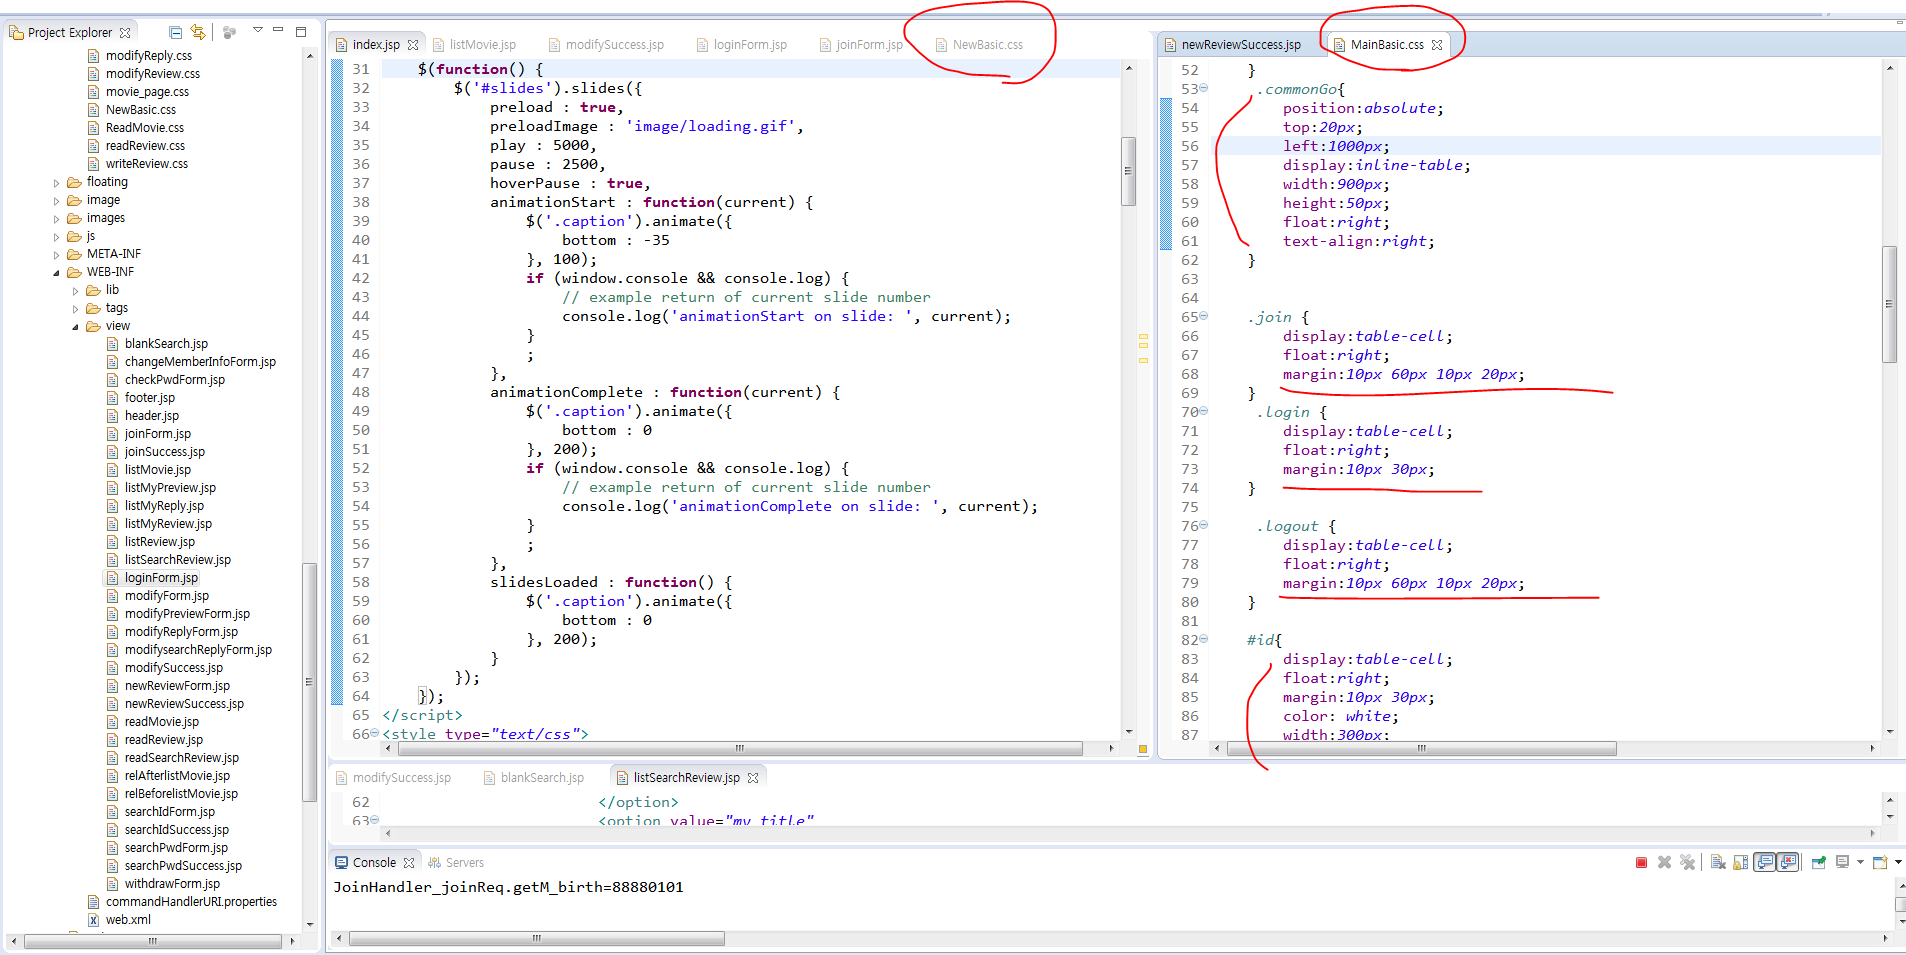 Project Explorer
modifyReply.css
modifyReview.css
movie_page.css
NewBasic.css
ReadMovie.css
readReview.css
writeReview.css
floating
image
images
js
META-INF
WEB-INF
lib
tags
view
blankSearch.jsp
changeMemberInfoForm.jsp
checkPwdForm.jsp
footer.jsp
header.jsp
joinForm.jsp
joinSuccess.jsp
listMovie.jsp
listMyPreview.jsp
listMyReply.jsp
listMyReview.jsp
listReview.jsp
listSearchReview.jsp
loginForm.jsp
modifyForm.jsp
modifyPreviewForm.jsp
modifyReplyForm.jsp
modifysearchReplyForm.jsp
modifySuccess.jsp
newReviewForm.jsp
newReviewSuccess.jsp
readMovie.jsp
readReview.jsp
readSearchReview.jsp
relAfterlistMovie.jsp
relBeforelistMovie.jsp
searchIdForm.jsp
searchIdSuccess.jsp
searchPwdForm.jsp
searchPwdSuccess.jsp
withdrawForm.jsp
commandHandlerURI.properties
web.xml
index.jsp listMovie.jsp modifySuccess.jsp loginForm.jsp joinForm.jsp NewBasic.css
31 $(function() {
32 $('#slides').slides({
33 preload : true,
34 preloadImage : 'image/loading.gif',
35 play : 5000,
36 pause : 2500,
37 hoverPause : true,
38 animationStart : function(current) {
39 $('.caption').animate({
40 bottom : -35
41 }, 100);
42 if (window.console && console.log) {
43 // example return of current slide number
44 console.log('animationStart on slide: ', current);
45 }
46 ;
47 },
48 animationComplete : function(current) {
49 $('.caption').animate({
50 bottom : 0
51 }, 200);
52 if (window.console && console.log) {
53 // example return of current slide number
54 console.log('animationComplete on slide: ', current);
55 }
56 ;
57 },
58 slidesLoaded : function() {
59 $('.caption').animate({
60 bottom : 0
61 }, 200);
62 }
63 });
64 });
65 </script>
66 <style type="text/css">
newReviewSuccess.jsp MainBasic.css
52 }
53 .commonGo{
54 position:absolute;
55 top:20px;
56 left:1000px;
57 display:inline-table;
58 width:900px;
59 height:50px;
60 float:right;
61 text-align:right;
62 }
63
64
65 .join {
66 display:table-cell;
67 float:right;
68 margin:10px 60px 10px 20px;
69 }
70 .login {
71 display:table-cell;
72 float:right;
73 margin:10px 30px;
74 }
75
76 .logout {
77 display:table-cell;
78 float:right;
79 margin:10px 60px 10px 20px;
80 }
81
82 #id{
83 display:table-cell;
84 float:right;
85 margin:10px 30px;
86 color: white;
87 width:300px;
modifySuccess.jsp blankSearch.jsp listSearchReview.jsp
62 </option>
63 <option value="my_title"
Console Servers
JoinHandler_joinReq.getM_birth=88880101